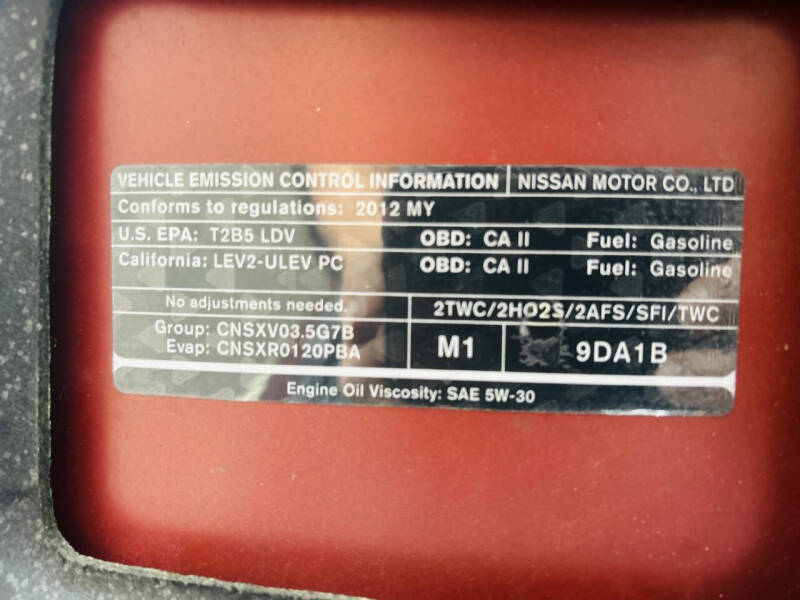 VEHICLE EMISSION CONTROL INFORMATION NISSAN MOTOR CO., LTD
Conforms to regulations: 2012 MY
U.S. EPA: T2B5 LDV OBD: CA II Fuel: Gasoline
California: LEV2-ULEV PC OBD: CA II Fuel: Gasoline
No adjustments needed. 2TWC/2HO2S/2AFS/SFI/TWC
Group: CNSXV03.5G7B
Evap: CNSXR0120PBA
M1 9DA1B
Engine Oil Viscosity: SAE 5W-30